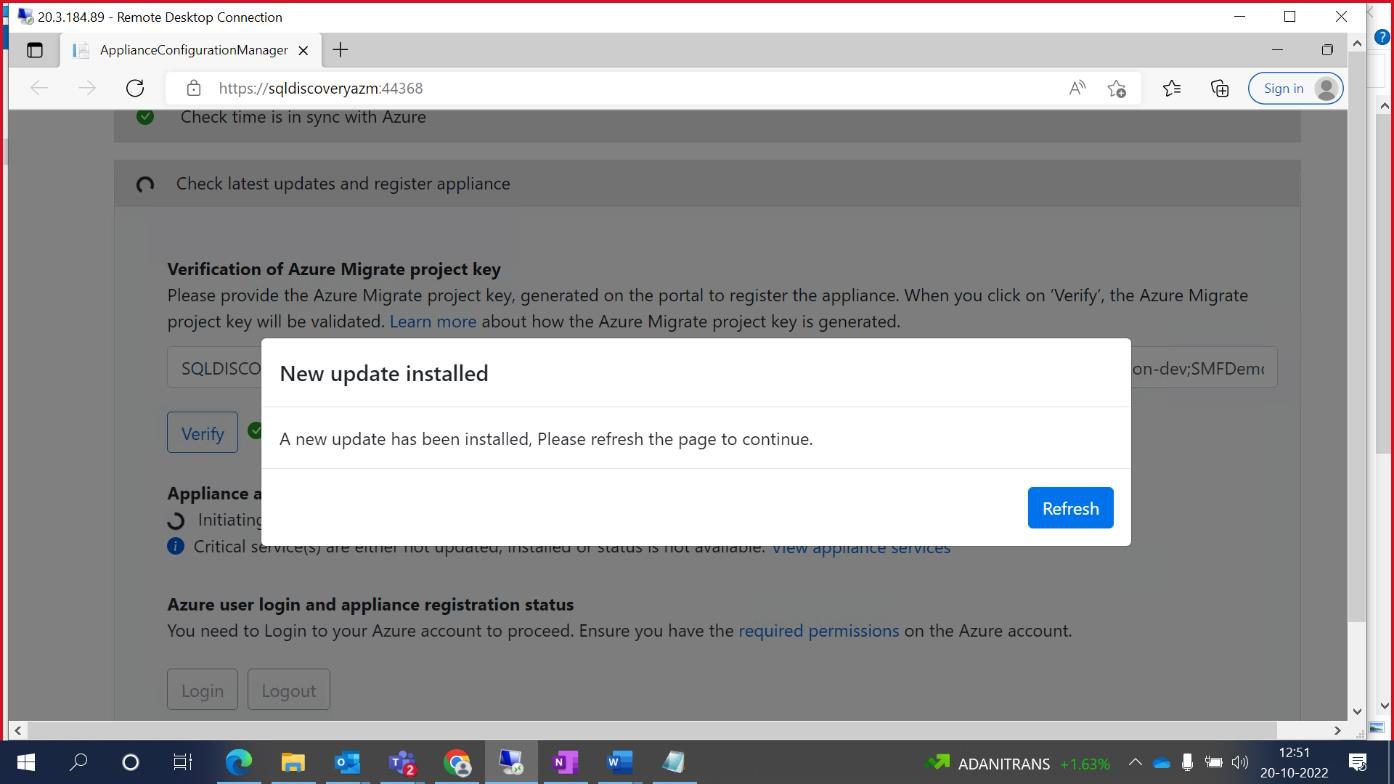 20.3.184.89 - Remote Desktop Connection
ApplianceConfigurationManager
https://sqldiscoveryazm:44368
Sign in
Check time is in sync with Azure
Check latest updates and register appliance
Verification of Azure Migrate project key
Please provide the Azure Migrate project key, generated on the portal to register the appliance. When you click on 'Verify', the Azure Migrate
project key will be validated. Learn more about how the Azure Migrate project key is generated.
SQLDISCO
on-dev;SMFDemo
New update installed
Verify
A new update has been installed, Please refresh the page to continue.
Appliance a
Refresh
Initiating
Critical service(s) are either not updated, installed or status is not available. View appliance services
Azure user login and appliance registration status
You need to Login to your Azure account to proceed. Ensure you have the required permissions on the Azure account.
Login
Logout
2
ADANITRANS +1.63%
12:51
20-10-2022